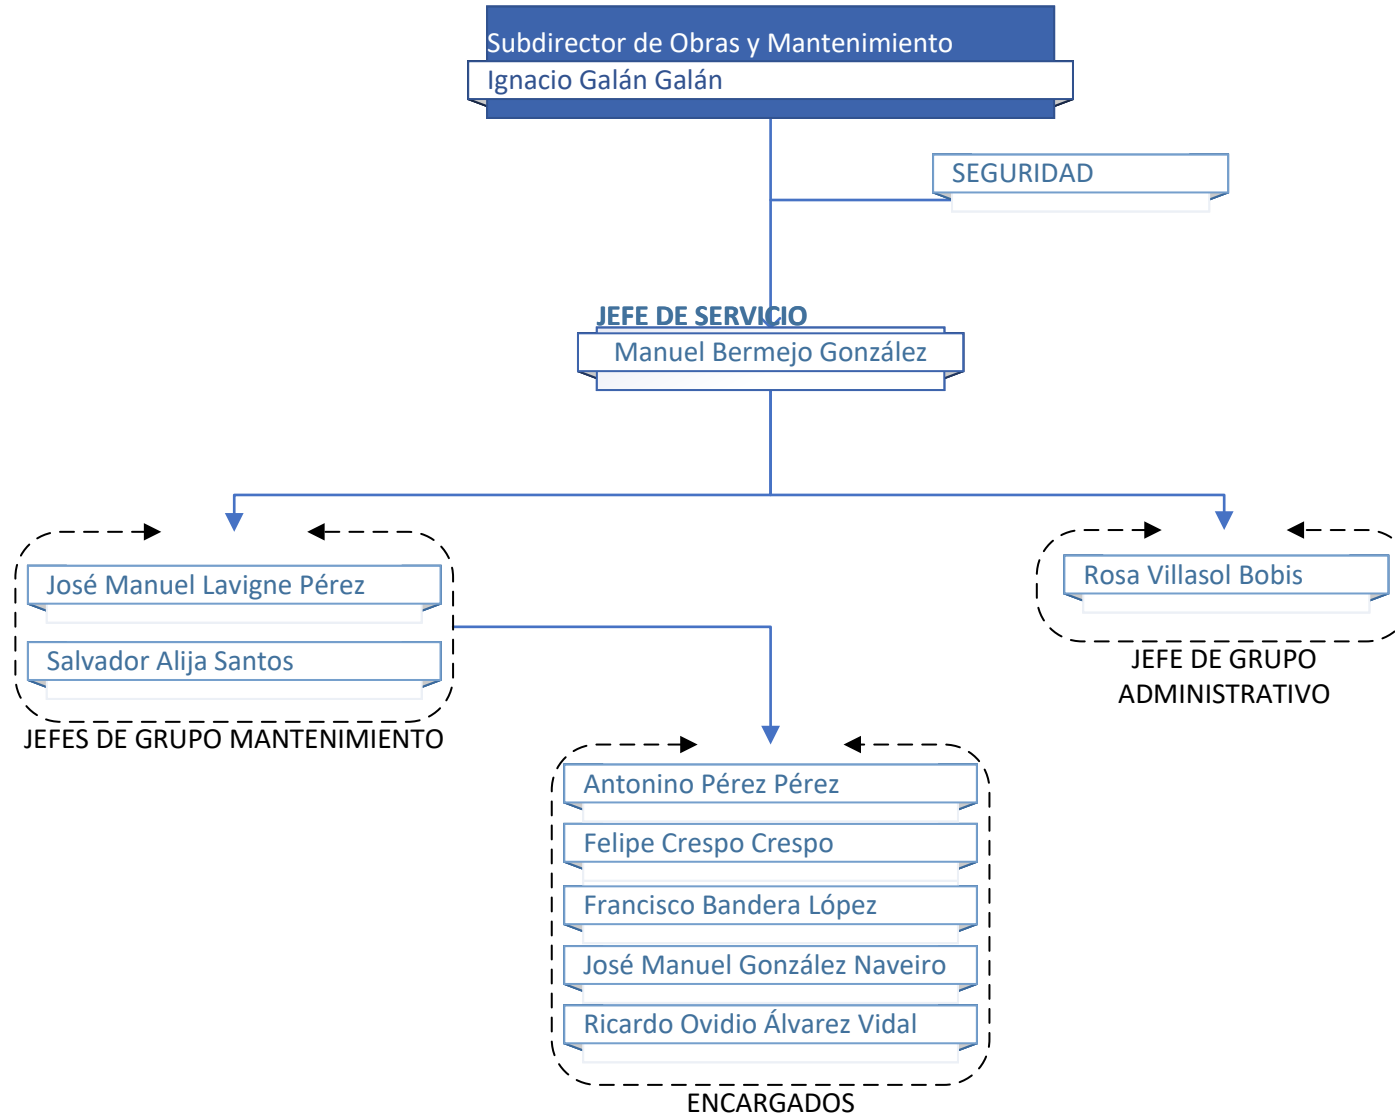 Subdirector de Obras y Mantenimiento
Ignacio Galán Galán
SEGURIDAD
JEFE DE SERVICIO
Manuel Bermejo González
José Manuel Lavigne Pérez
Salvador Alija Santos
JEFES DE GRUPO MANTENIMIENTO
Rosa Villasol Bobis
JEFE DE GRUPO
ADMINISTRATIVO
Antonino Pérez Pérez
Felipe Crespo Crespo
Francisco Bandera López
José Manuel González Naveiro
Ricardo Ovidio Álvarez Vidal
ENCARGADOS